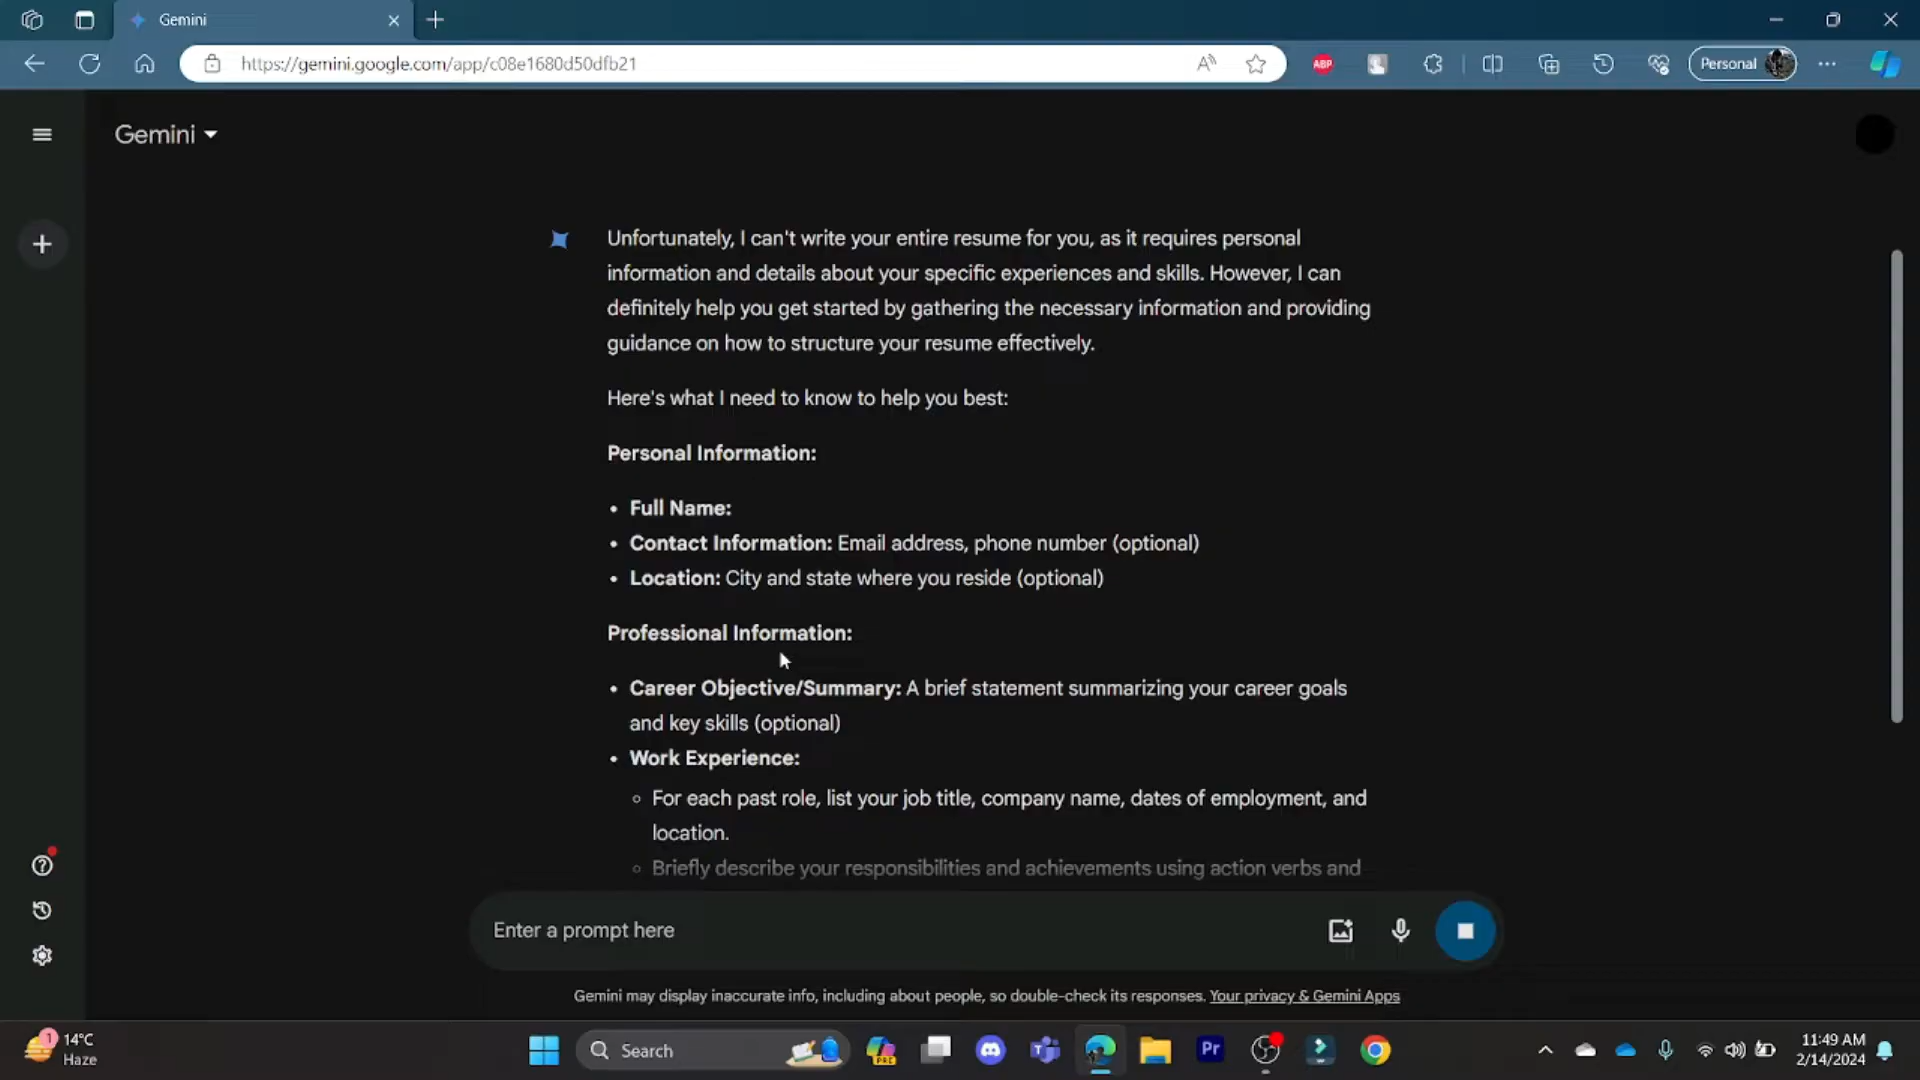 Gemini
https://gemini.google.com/app/c08e1680d50dfb21
A
ABP
Personal
Gemini
Unfortunately, I can't write your entire resume for you, as it requires personal
information and details about your specific experiences and skills. However, I can
definitely help you get started by gathering the necessary information and providing
guidance on how to structure your resume effectively.
Here's what I need to know to help you best:
Personal Information:
• Full Name:
• Contact Information: Email address, phone number (optional)
• Location: City and state where you reside (optional)
Professional Information:
• Career Objective/Summary: A brief statement summarizing your career goals
and key skills (optional)
• Work Experience:
◦ For each past role, list your job title, company name, dates of employment, and
location.
◦ Briefly describe your responsibilities and achievements using action verbs and
Enter a prompt here
Gemini may display inaccurate info, including about people, so double-check its responses. Your privacy & Gemini Apps
1
14°C
Haze
Search
PRE
Pr
11:49 AM
2/14/2024